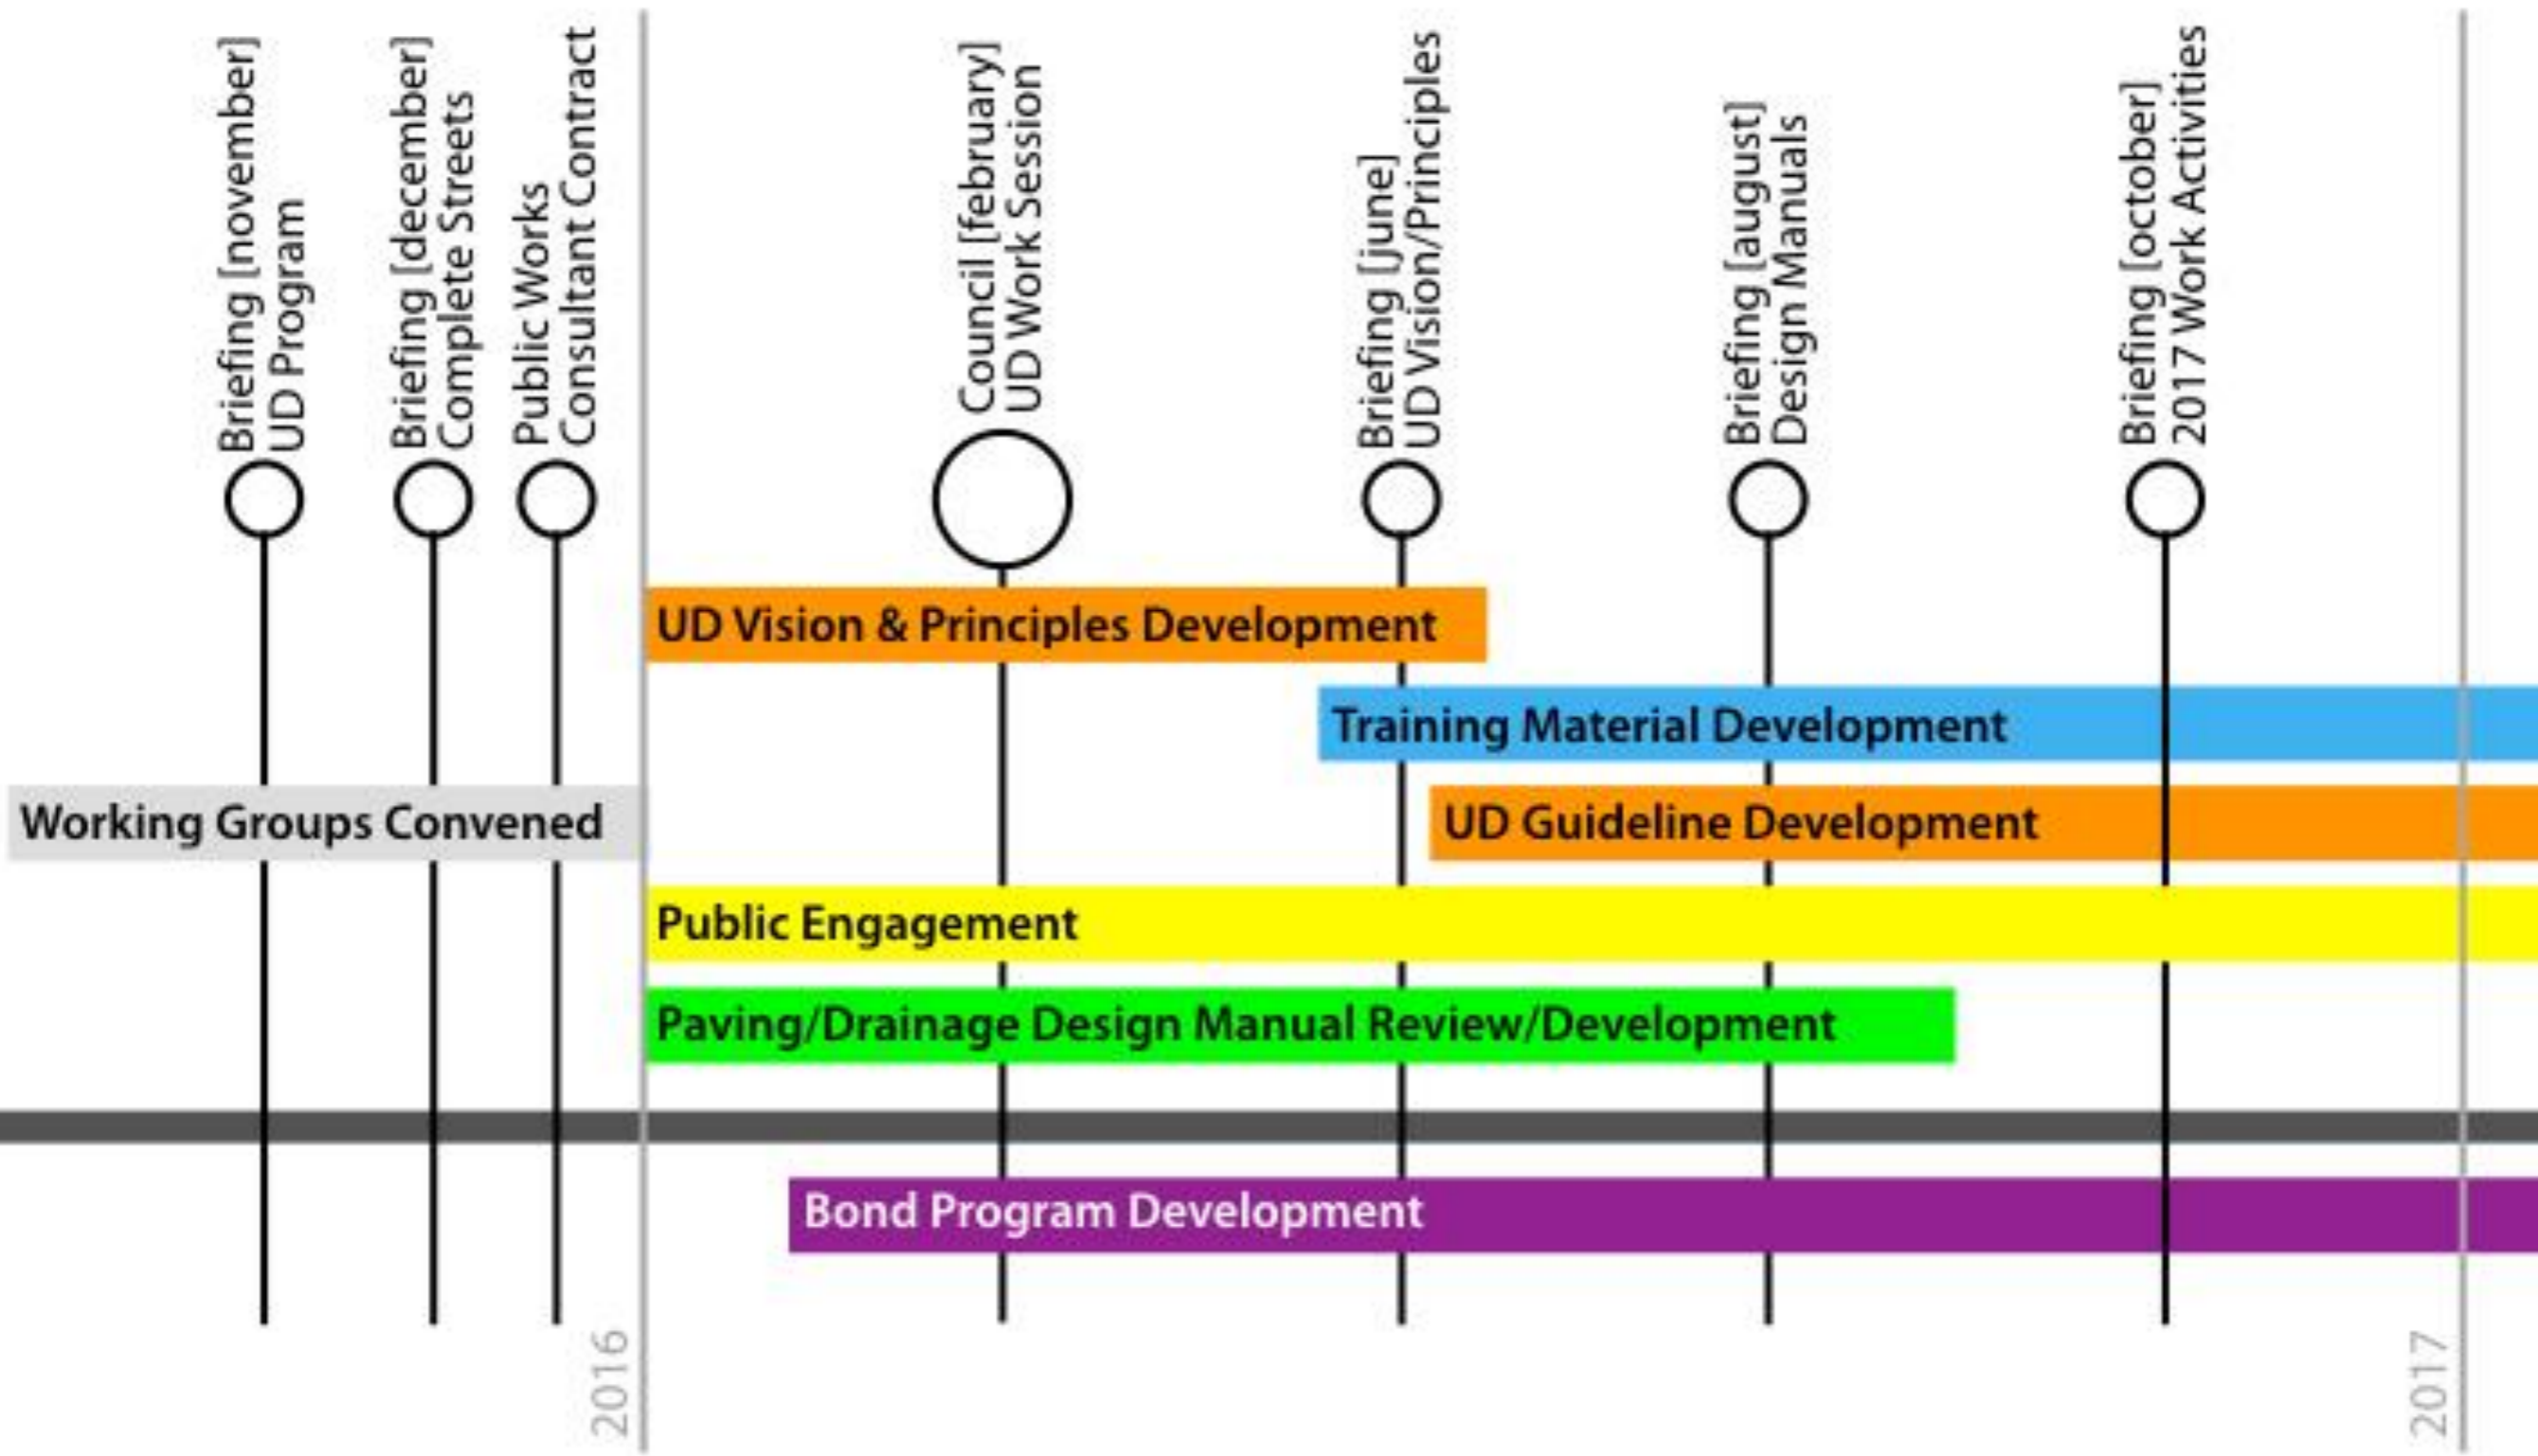 Briefing [november]
UD Program
Briefing [december]
Complete Streets
Public Works
Consultant Contract
Council [february]
UD Work Session
Briefing [june]
UD Vision/Principles
Briefing [august]
Design Manuals
Briefing [october]
2017 Work Activities
UD Vision & Principles Development
Training Material Development
Working Groups Convened
UD Guideline Development
Public Engagement
Paving/Drainage Design Manual Review/Development
Bond Program Development
2016
2017